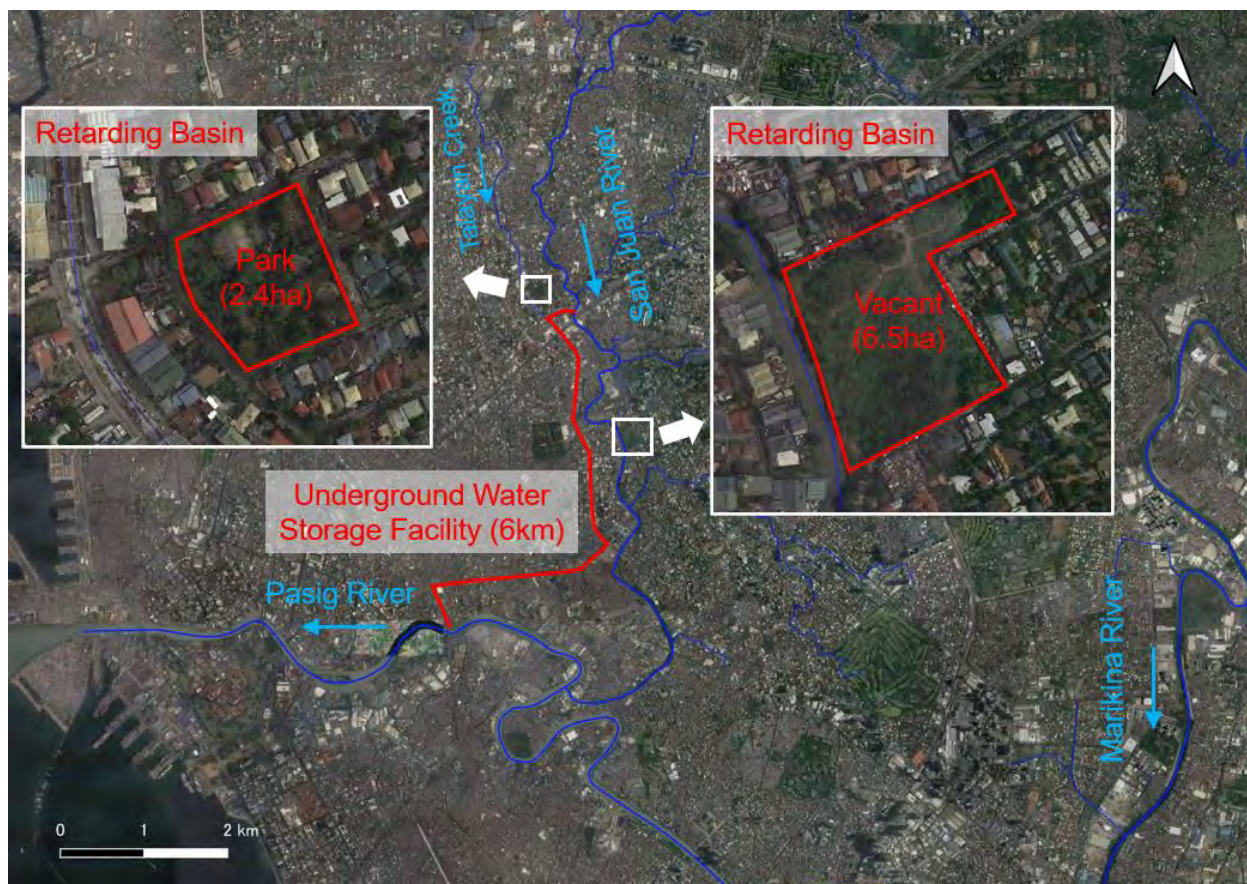 Retarding Basin
Park
(2.4ha)
Talayan Creek
San Juan River
Retarding Basin
Vacant
(6.5ha)
Underground Water
Storage Facility (6km)
Pasig River
Marikina River
0 1 2 km